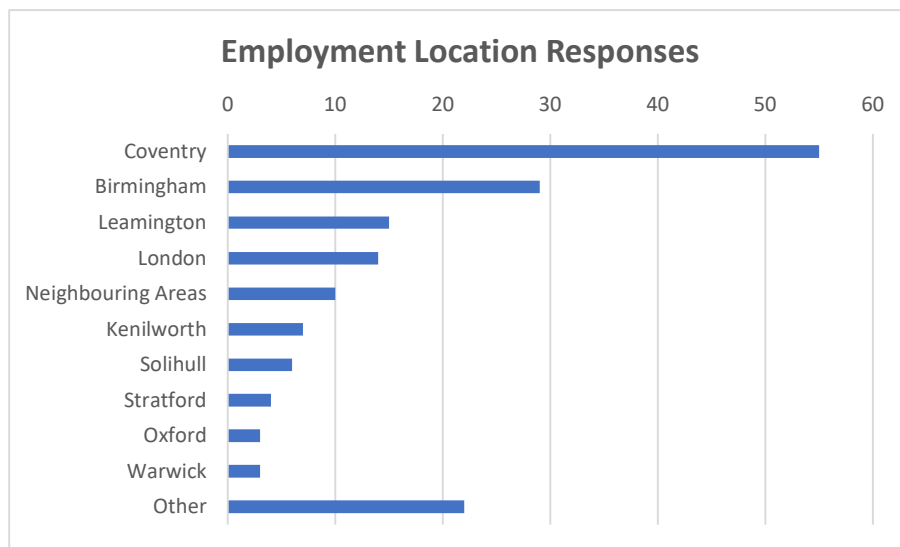 Employment Location Responses
0 10 20 30 40 50 60
Coventry
Birmingham
Leamington
London
Neighbouring Areas
Kenilworth
Solihull
Stratford
Oxford
Warwick
Other